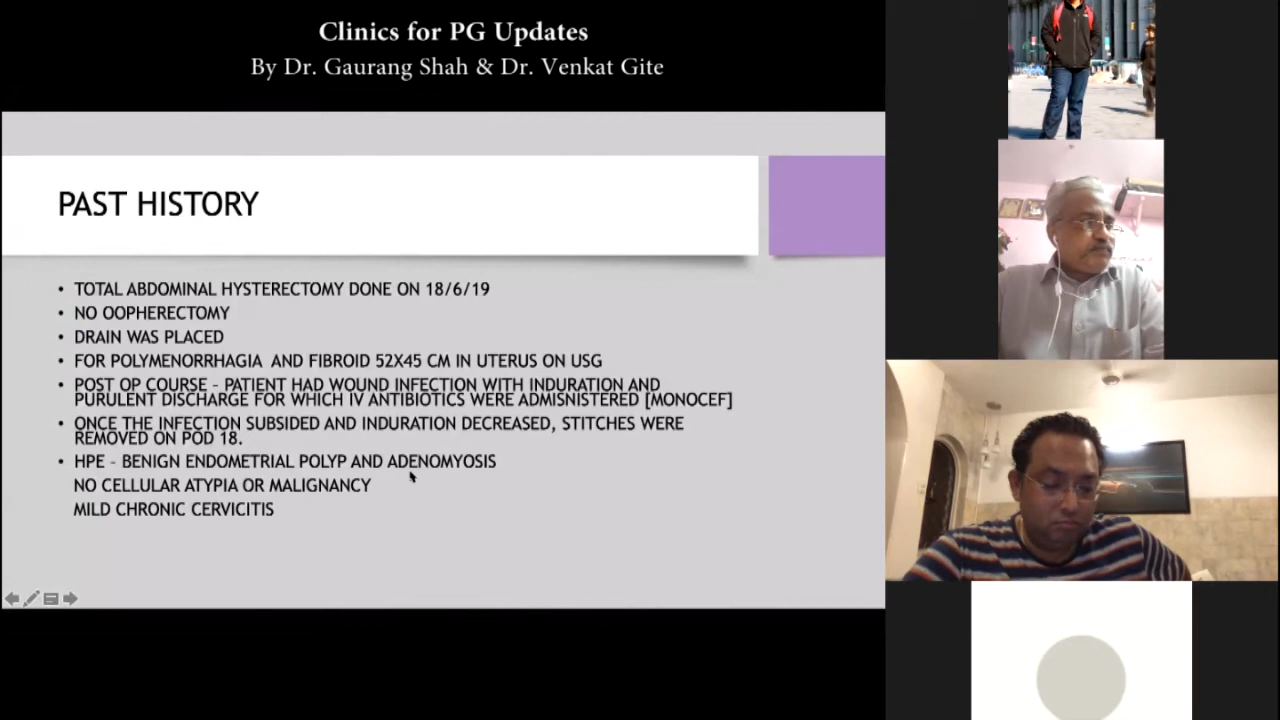 Clinics for PG Updates
By Dr. Gaurang Shah & Dr. Venkat Gite
PAST HISTORY
• TOTAL ABDOMINAL HYSTERECTOMY DONE ON 18/6/19
• NO OOPHERECTOMY
• DRAIN WAS PLACED
• FOR POLYMENORRHAGIA AND FIBROID 52X45 CM IN UTERUS ON USG
• POST OP COURSE – PATIENT HAD WOUND INFECTION WITH INDURATION AND
PURULENT DISCHARGE FOR WHICH IV ANTIBIOTICS WERE ADMISNISTERED [MONOCEF]
• ONCE THE INFECTION SUBSIDED AND INDURATION DECREASED, STITCHES WERE
REMOVED ON POD 18.
• HPE – BENIGN ENDOMETRIAL POLYP AND ADENOMYOSIS
NO CELLULAR ATYPIA OR MALIGNANCY
MILD CHRONIC CERVICITIS